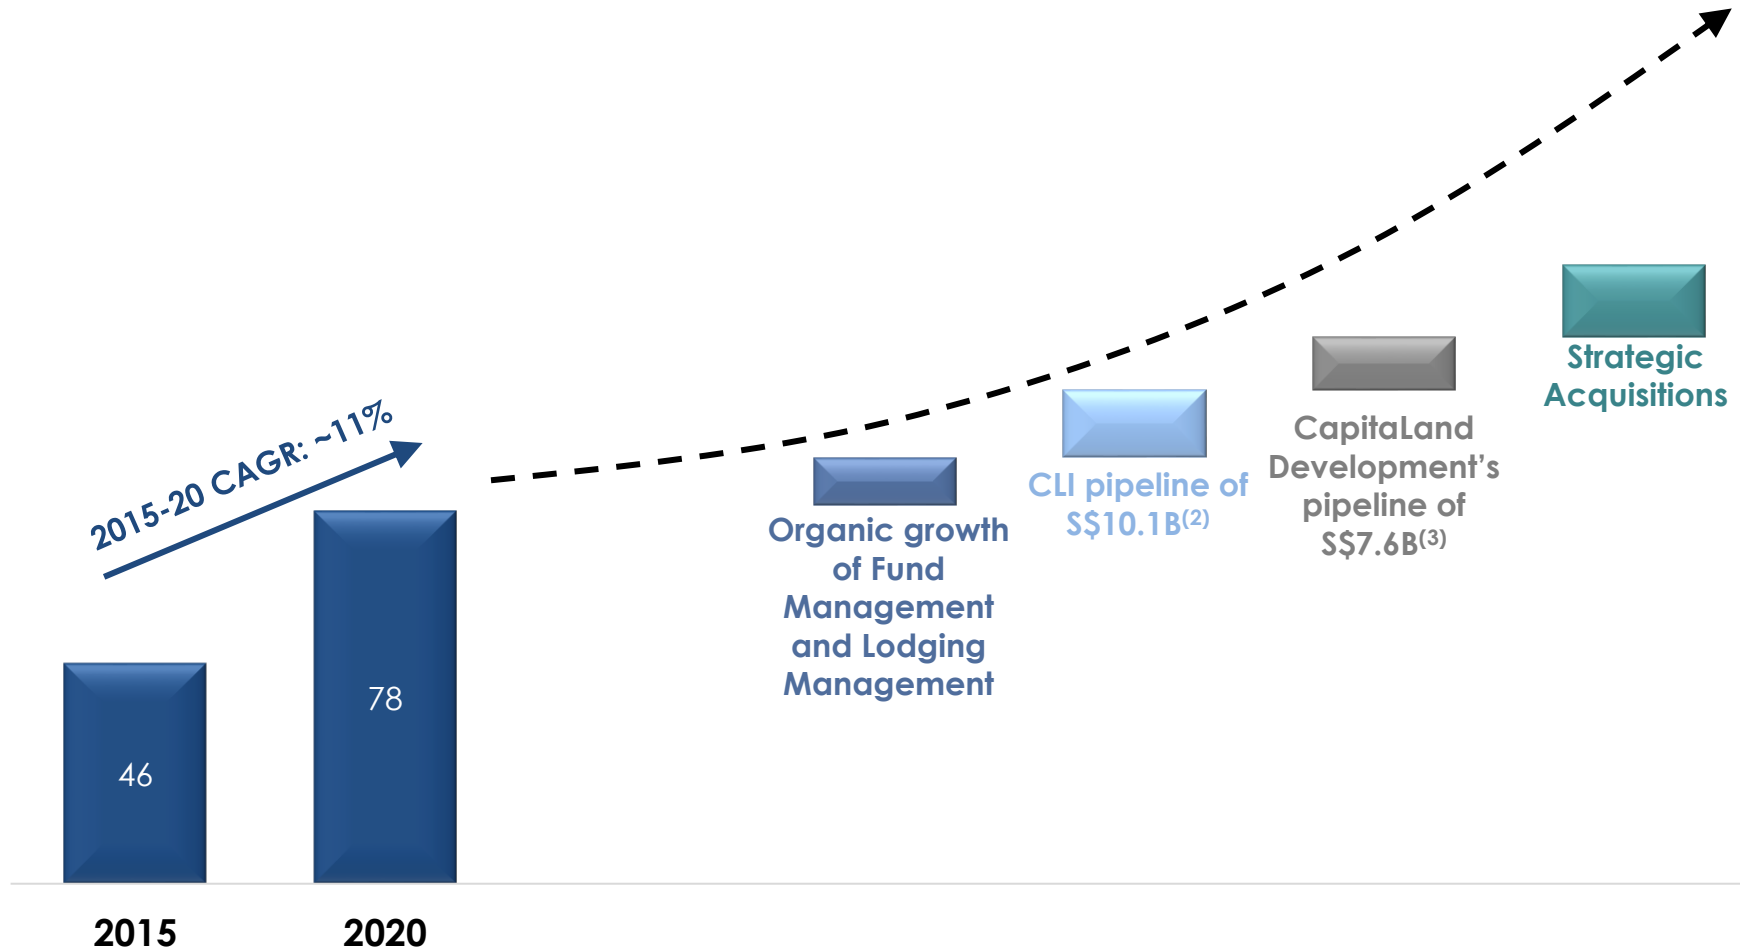 2015-20 CAGR: ~11%
46
78
2015
2020
Organic growth
of Fund
Management
and Lodging
Management
CLI pipeline of
S$10.1B(2)
CapitaLand
Development’s
pipeline of
S$7.6B(3)
Strategic
Acquisitions